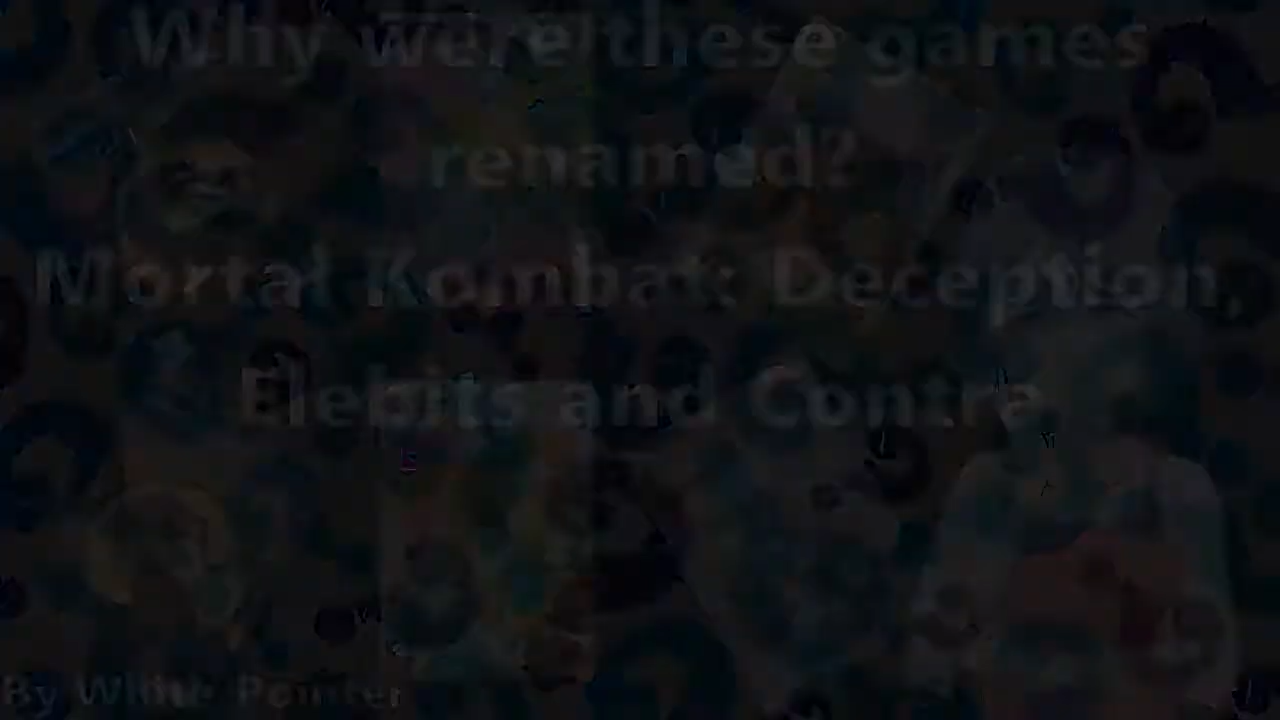 Why were these games
renamed?
Mortal Kombat: Deception,
Elebits and Contra
By White Pointer